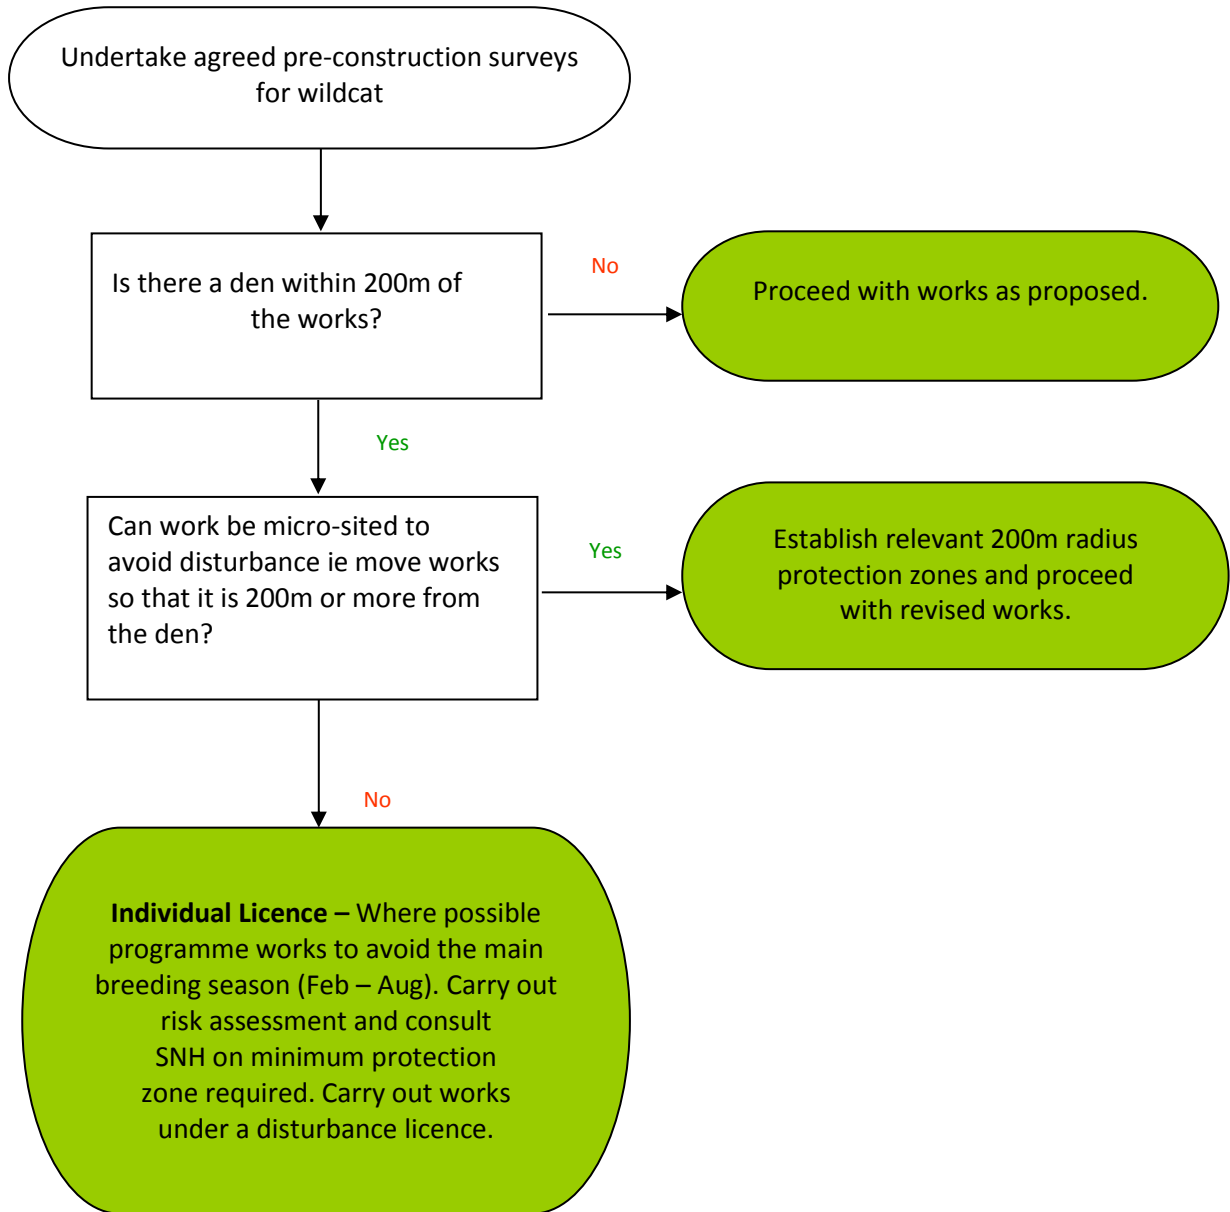 Undertake agreed pre-construction surveys
for wildcat
Is there a den within 200m of
the works?
No
Proceed with works as proposed.
Yes
Can work be micro-sited to
avoid disturbance ie move works
so that it is 200m or more from
the den?
Yes
Establish relevant 200m radius
protection zones and proceed
with revised works.
No
Individual Licence – Where possible
programme works to avoid the main
breeding season (Feb – Aug). Carry out
risk assessment and consult
SNH on minimum protection
zone required. Carry out works
under a disturbance licence.